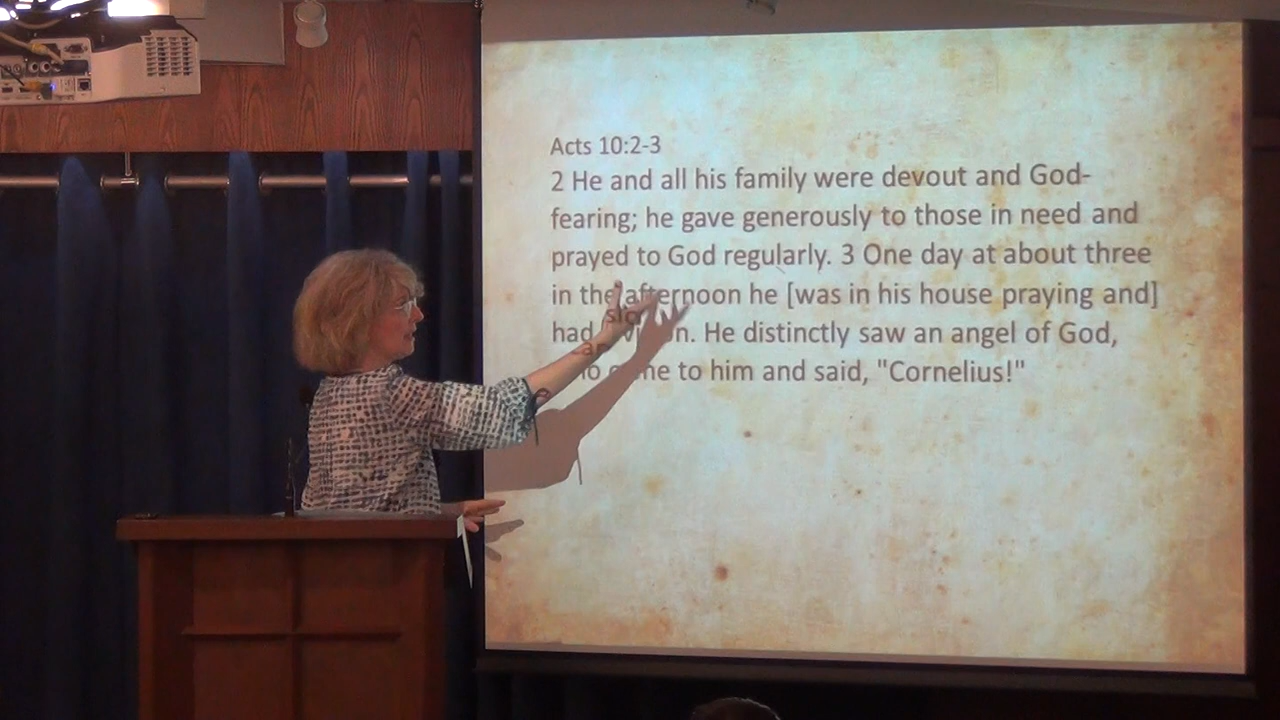 Acts 10:2-3
2 He and all his family were devout and God-
fearing; he gave generously to those in need and
prayed to God regularly. 3 One day at about three
in the afternoon he [was in his house praying and]
had. He distinctly saw an angel of God,
to him and said, "Cornelius!"